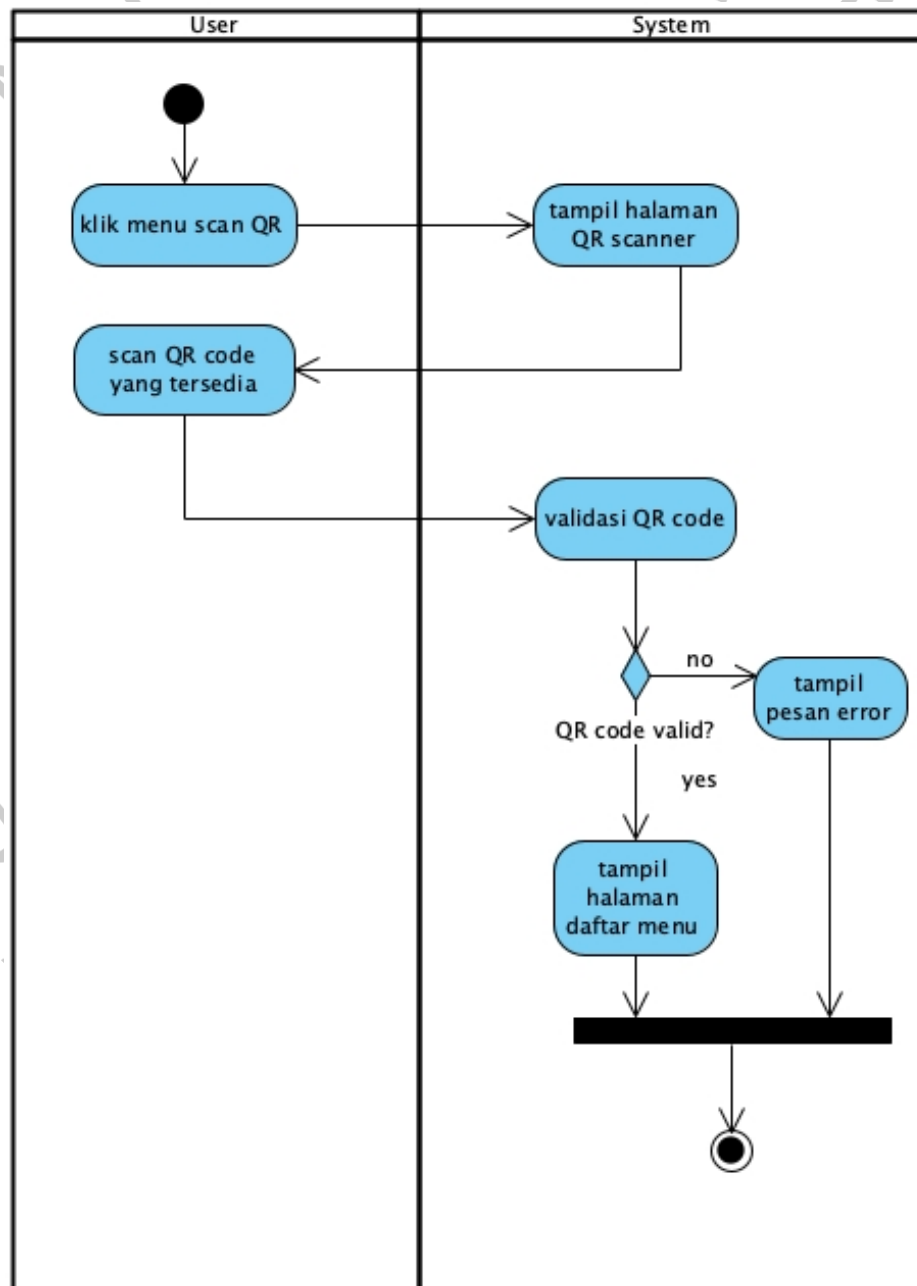 User
System
klik menu scan QR
tampil halaman
QR scanner
scan QR code
yang tersedia
validasi QR code
no
tampil
pesan error
QR code valid?
yes
tampil
halaman
daftar menu